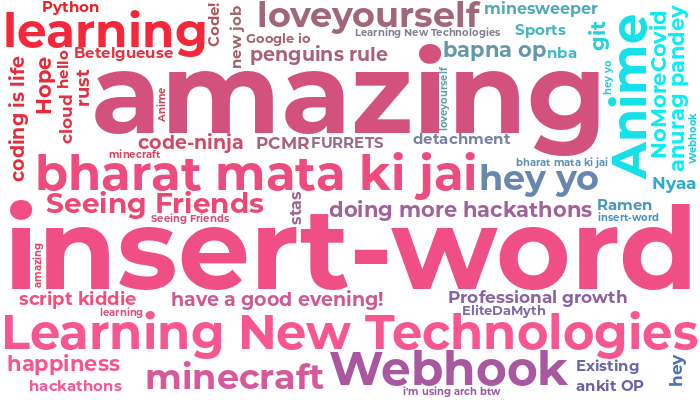 Python
learning
Code!
new job
loveyourself
minesweeper
Google io
Learning New Technologies
Sports
git
Anime
NoMoreCovid
anurag pandey
webhook
Betelgueuse
penguins rule
bapna op
nba
coding is life
Hope
cloud
hello
rust
amazing
Anime
loveyourself
hey yo
code-ninja
PCMR
FURRETS
detachment
minecraft
bharat mata ki jai
hey yo
bharat mata ki jai
Nyaa
Seeing Friends
Seeing Friends
stas
doing more hackathons
Ramen
insert-word
insert-word
amazing
script kiddie
have a good evening!
Professional growth
learning
EliteDaMyth
Learning New Technologies
happiness
minecraft
Webhook
Existing
hey
hackathons
i'm using arch btw
ankit OP